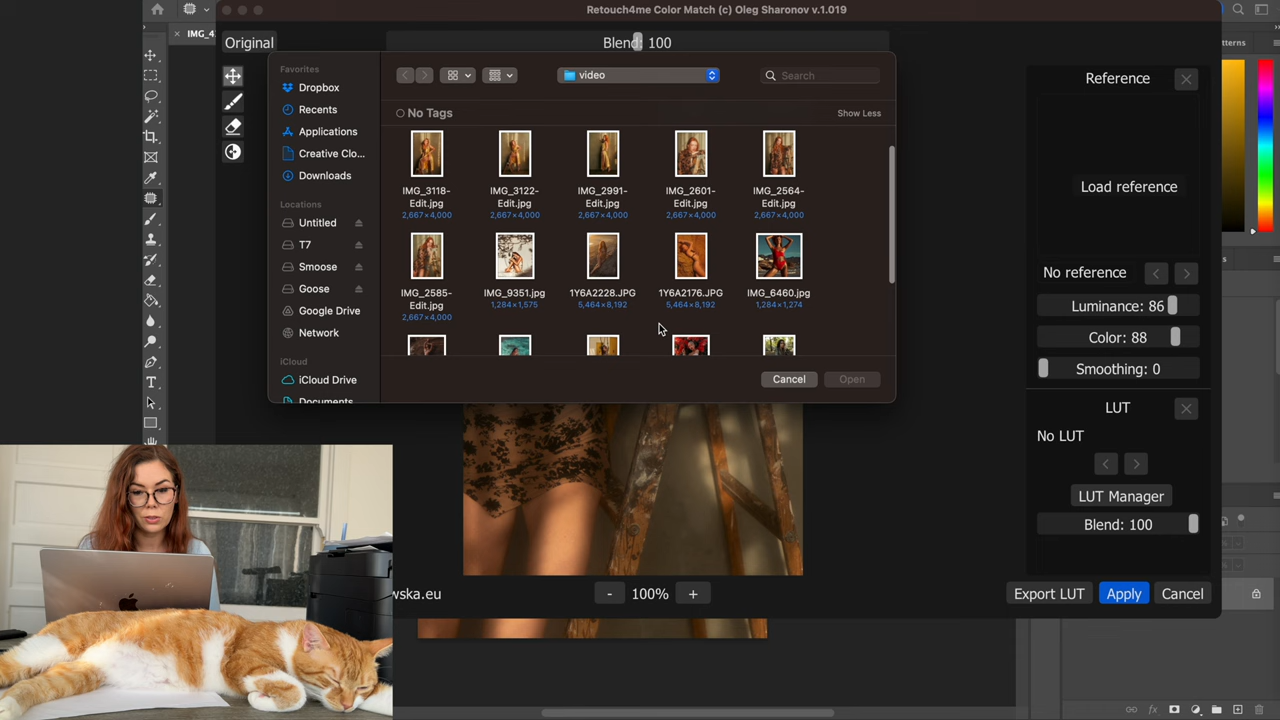 Retouch4me Color Match (c) Oleg Sharonov v.1.019
IMG_4
Original
Blend: 100
tterns
Favorites
Dropbox
Recents
Applications
Creative Clo...
Downloads
Locations
Untitled
T7
Smoose
Goose
Google Drive
Network
iCloud
iCloud Drive
Documents
video
Search
No Tags
Show Less
IMG_3118-
Edit.jpg
2,667×4,000
IMG_3122-
Edit.jpg
2,667×4,000
IMG_2991-
Edit.jpg
2,667×4,000
IMG_2601-
Edit.jpg
2,667×4,000
IMG_2564-
Edit.jpg
2,667×4,000
IMG_2585-
Edit.jpg
2,667×4,000
IMG_9351.jpg
1,284×1,575
1Y6A2228.JPG
5,464×8,192
1Y6A2176.JPG
5,464×8,192
IMG_6460.jpg
1,284×1,274
Cancel
Open
Reference
Load reference
No reference
Luminance: 86
Color: 88
Smoothing: 0
LUT
No LUT
LUT Manager
Blend: 100
wska.eu
-
100%
+
Export LUT
Apply
Cancel
fx